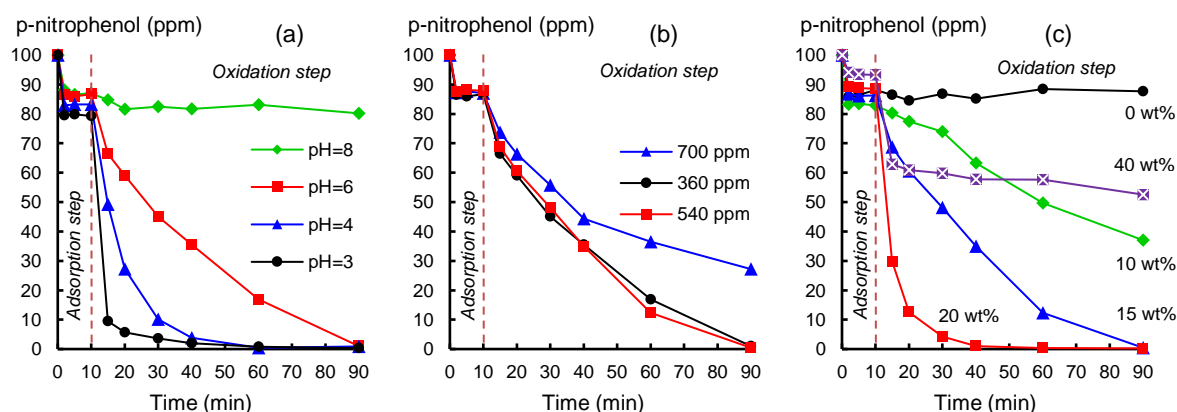 p-nitrophenol (ppm)
(a)
100
90
80
70
60
50
40
30
20
10
0
Oxidation step
Adsorption step
pH=8
pH=6
pH=4
pH=3
0 10 20 30 40 50 60 70 80 90
Time (min)
p-nitrophenol (ppm)
(b)
100
90
80
70
60
50
40
30
20
10
0
Oxidation step
Adsorption step
700 ppm
360 ppm
540 ppm
0 10 20 30 40 50 60 70 80 90
Time (min)
p-nitrophenol (ppm)
(c)
100
90
80
70
60
50
40
30
20
10
0
Oxidation step
Adsorption step
0 wt%
40 wt%
10 wt%
20 wt%
15 wt%
0 10 20 30 40 50 60 70 80 90
Time (min)